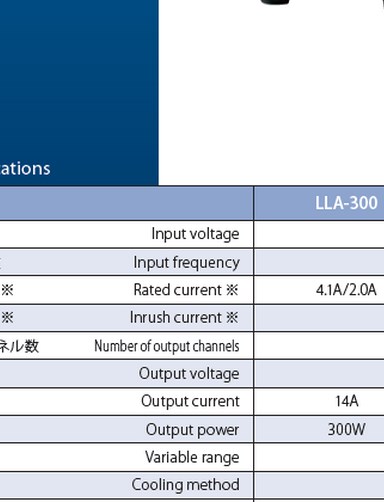 ations
LLA-300
Input voltage
Input frequency
※ Rated current ※ 4.1A/2.0A
※ Inrush current ※
ネル数 Number of output channels
Output voltage
Output current 14A
Output power 300W
Variable range
Cooling method